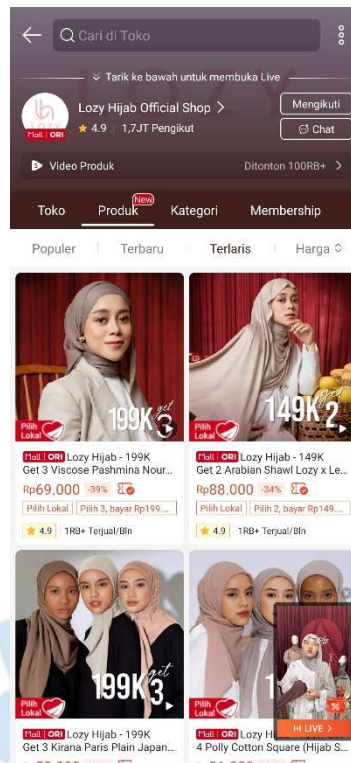 Cari di Toko
Tarik ke bawah untuk membuka Live
Lozy Hijab Official Shop >
Mall | ORI
4.9 | 1,7JT Pengikut
Mengikuti
Chat
Video Produk
Ditonton 100RB+ >
New
Toko Produk Kategori Membership
Populer Terbaru Terlaris Harga
199K get 3
Pilih Lokal
149K get 2
Pilih Lokal
Mall | ORI Lozy Hijab - 199K
Get 3 Viscose Pashmina Nour...
Rp69.000 -39%
Pilih Lokal Pilih 3, bayar Rp199....
4.9 1RB+ Terjual/Bln
Mall | ORI Lozy Hijab - 149K
Get 2 Arabian Shawl Lozy x Le...
Rp88.000 -34%
Pilih Lokal Pilih 2, bayar Rp149....
4.9 1RB+ Terjual/Bln
199K get 3
Pilih Lokal
Pilih Lokal
LIVE >
Mall | ORI Lozy Hijab - 199K
Get 3 Kirana Paris Plain Japan...
Mall | ORI Lozy
4 Polly Cotton Square (Hijab S...